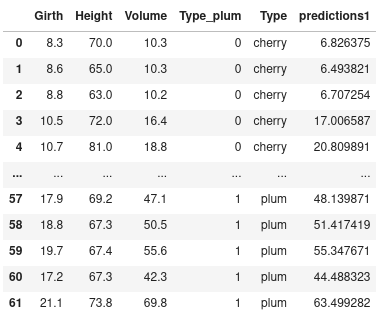 Girth Height Volume Type_plum Type predictions1
0 8.3 70.0 10.3 0 cherry 6.826375
1 8.6 65.0 10.3 0 cherry 6.493821
2 8.8 63.0 10.2 0 cherry 6.707254
3 10.5 72.0 16.4 0 cherry 17.006587
4 10.7 81.0 18.8 0 cherry 20.809891
... ... ... ... ... ... ...
57 17.9 69.2 47.1 1 plum 48.139871
58 18.8 67.3 50.5 1 plum 51.417419
59 19.7 67.4 55.6 1 plum 55.347671
60 17.2 67.3 42.3 1 plum 44.488323
61 21.1 73.8 69.8 1 plum 63.499282